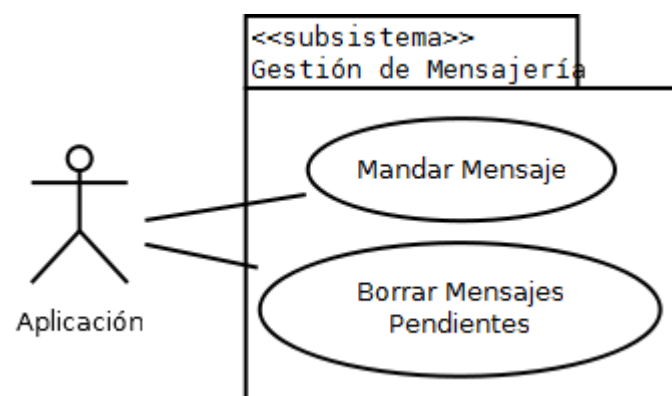 <<subsistema>>
Gestión de Mensajería
Mandar Mensaje
Borrar Mensajes
Pendientes
Aplicación